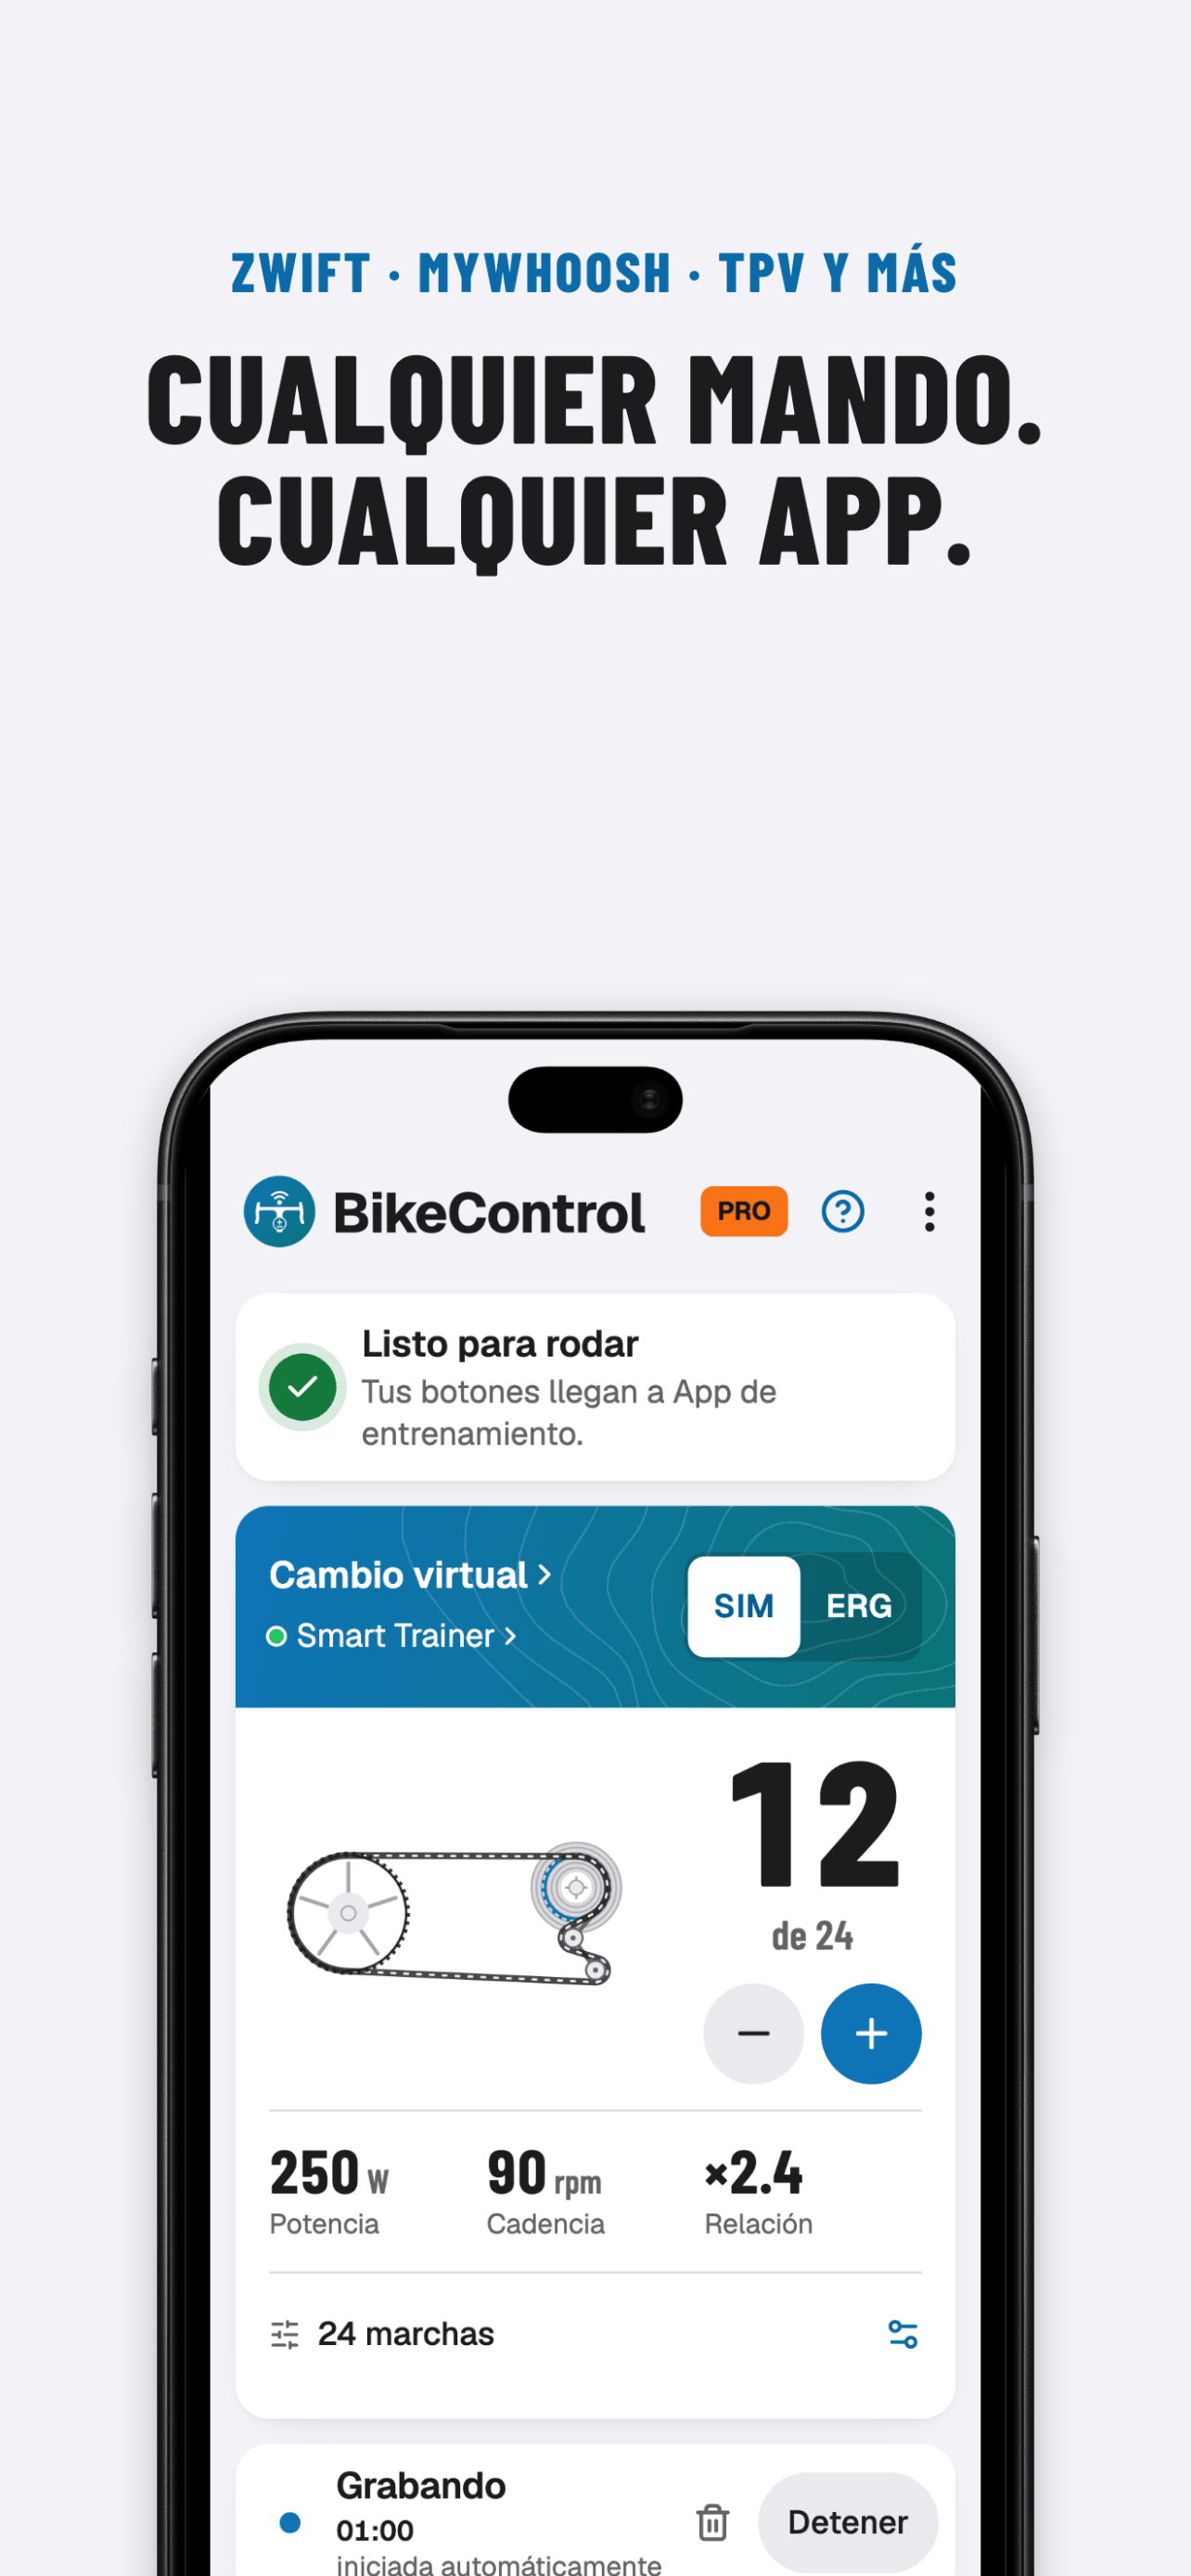 ZWIFT · MYWHOOSH · TPV Y MÁS
CUALQUIER MANDO.
CUALQUIER APP.
BikeControl
PRO
Listo para rodar
Tus botones llegan a App de
entrenamiento.
Cambio virtual
SIM
ERG
Smart Trainer
12
de 24
250 W
90 rpm
×2.4
Potencia
Cadencia
Relación
24 marchas
Grabando
01:00
iniciada automáticamente
Detener